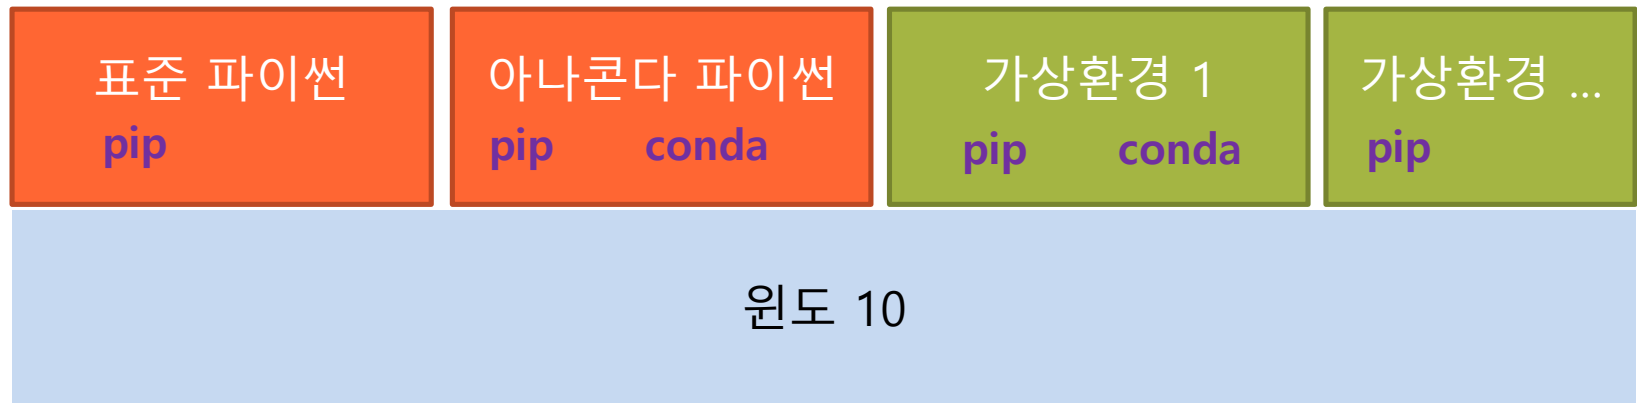 표준 파이썬
pip
아나콘다 파이썬
pip conda
가상환경 1
pip conda
가상환경 ...
pip
윈도 10